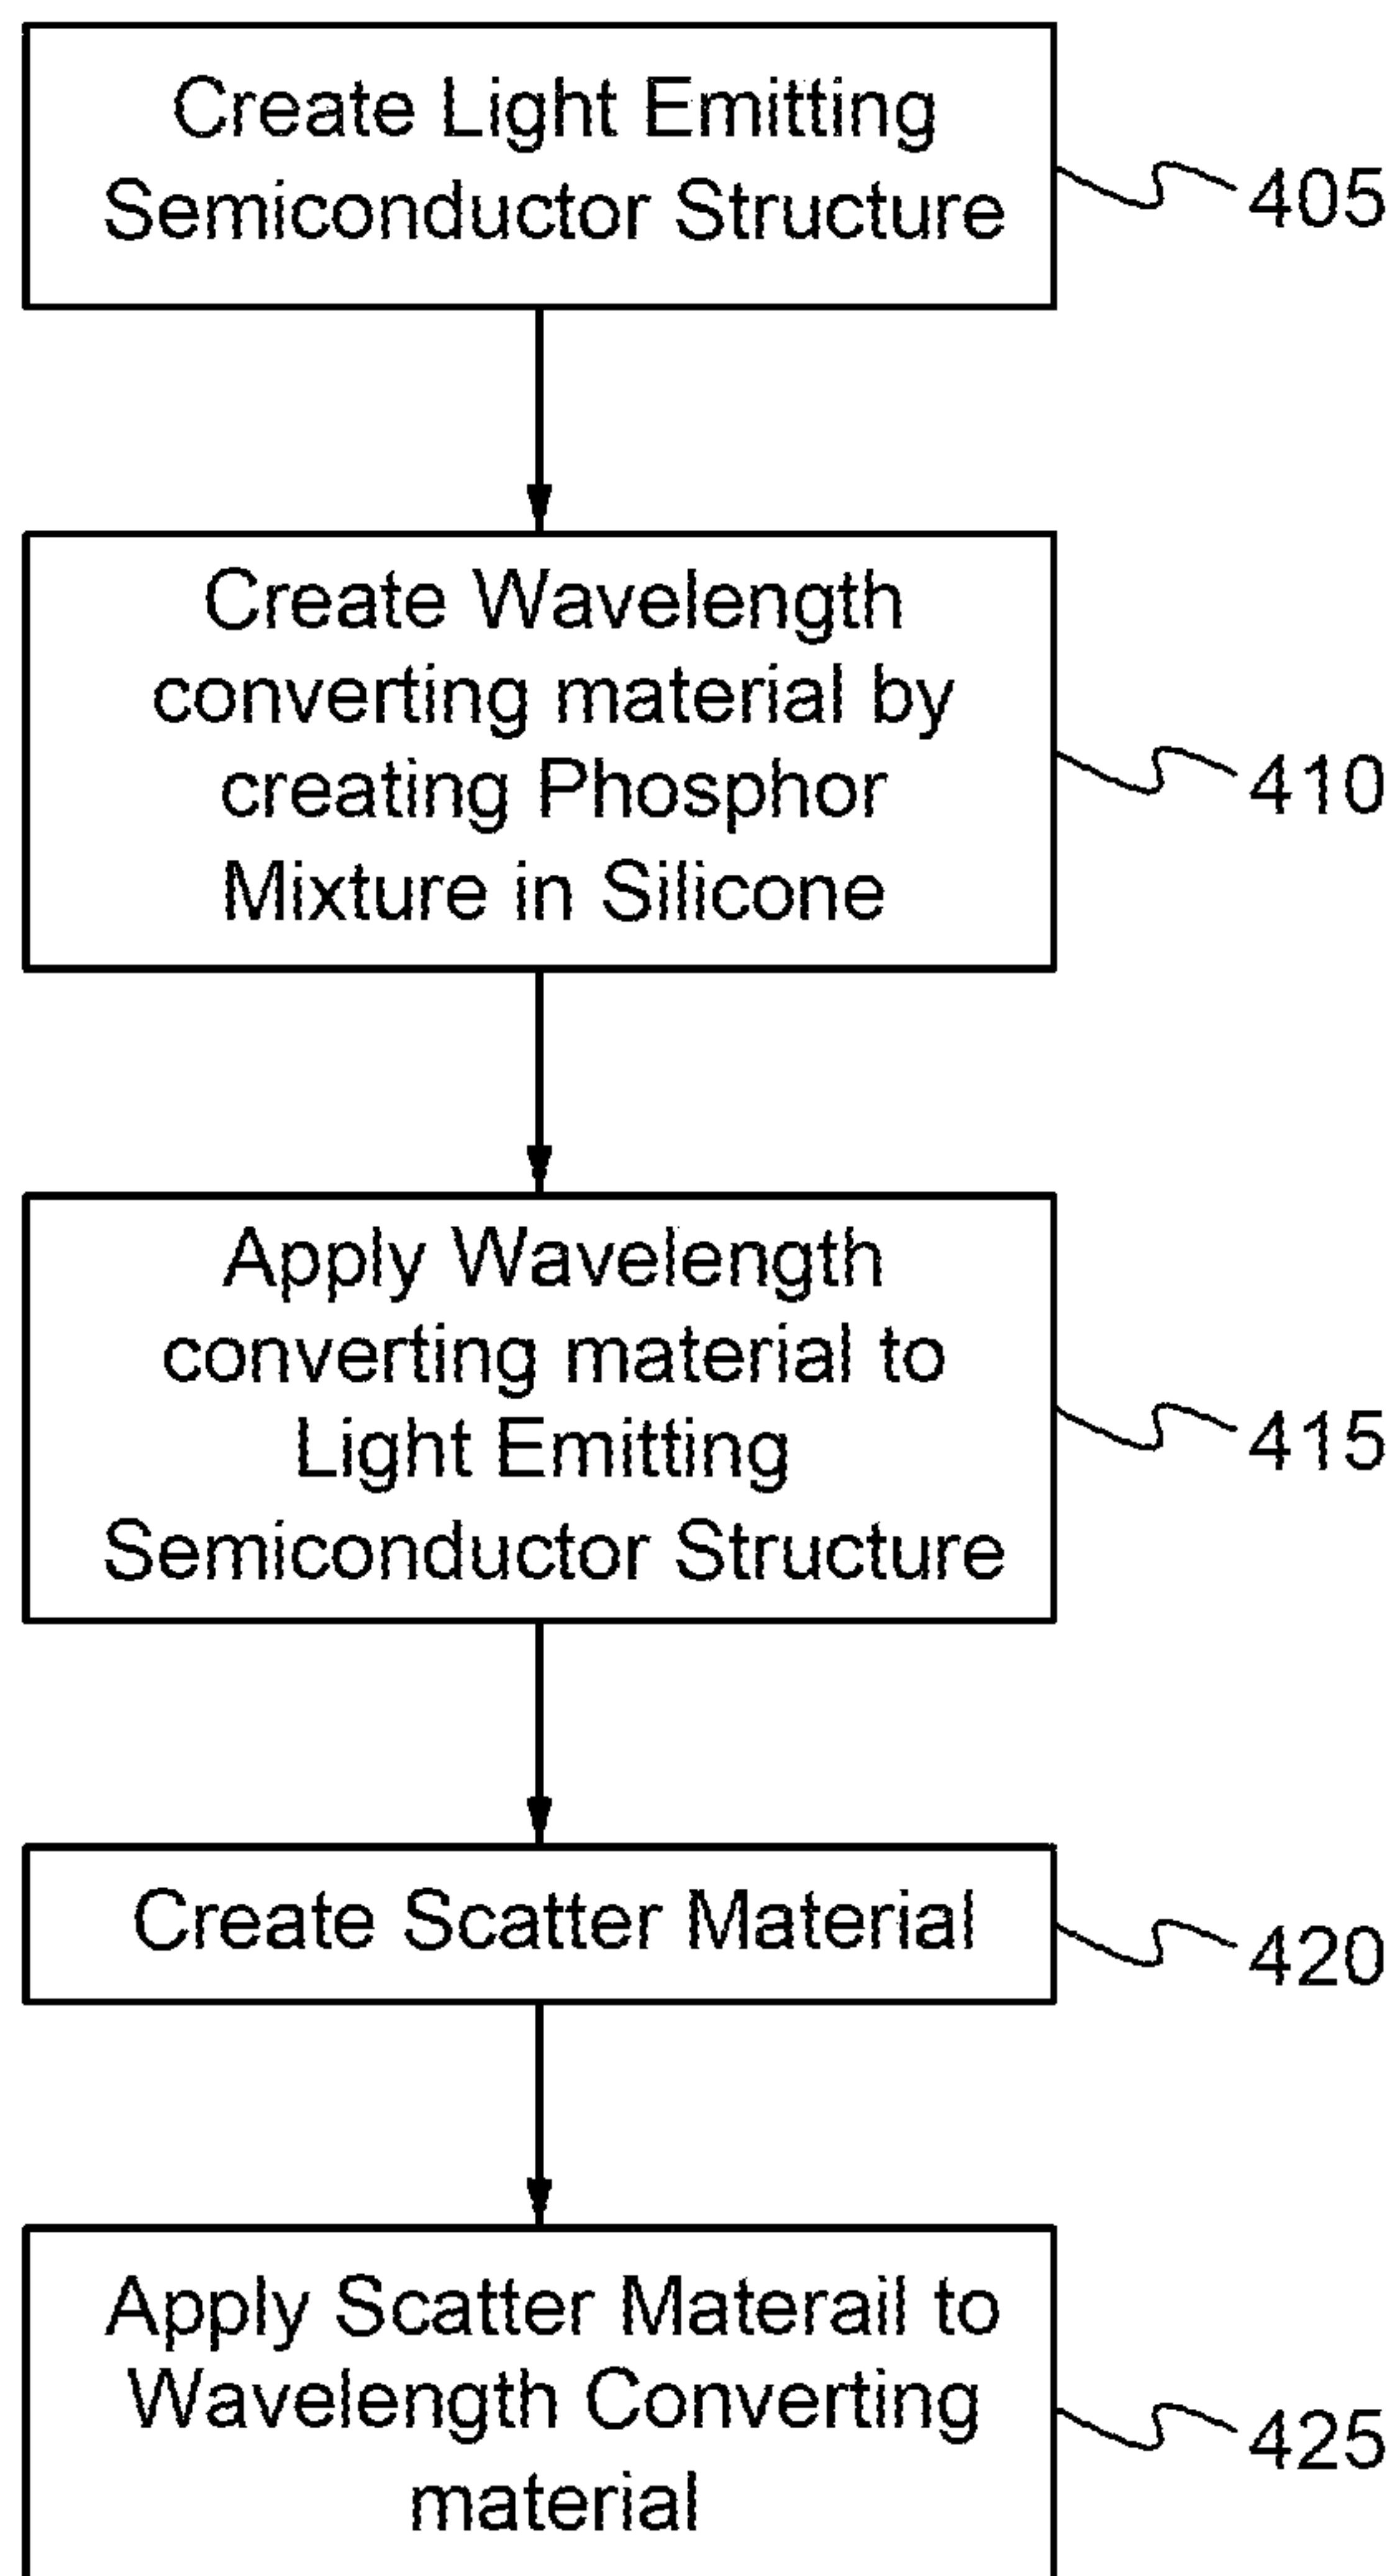 Create Light Emitting
Semiconductor Structure
405
Create Wavelength
converting material by
creating Phosphor
Mixture in Silicone
410
Apply Wavelength
converting material to
Light Emitting
Semiconductor Structure
415
Create Scatter Material
420
Apply Scatter Materail to
Wavelength Converting
material
425